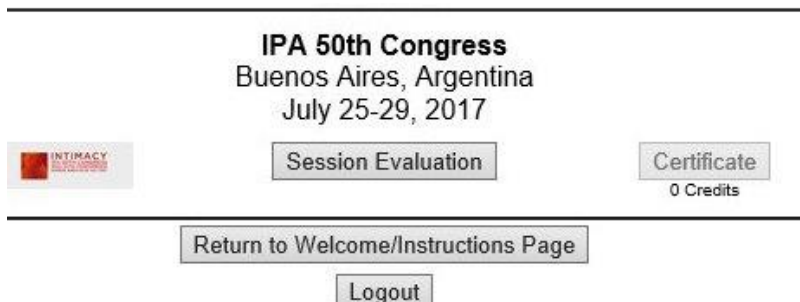 IPA 50th Congress
Buenos Aires, Argentina
July 25-29, 2017
INTIMACY
Session Evaluation
Certificate
0 Credits
Return to Welcome/Instructions Page
Logout